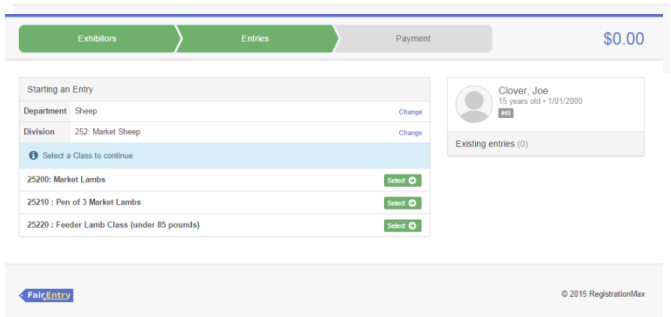 Exhibitors
Entries
Payment
$0.00
Starting an Entry
Department Sheep Change
Division 252: Market Sheep Change
Select a Class to continue
25200: Market Lambs Select
25210 : Pen of 3 Market Lambs Select
25220 : Feeder Lamb Class (under 85 pounds) Select
Clover, Joe
15 years old • 1/01/2000
#45
Existing entries (0)
FairEntry
© 2015 RegistrationMax